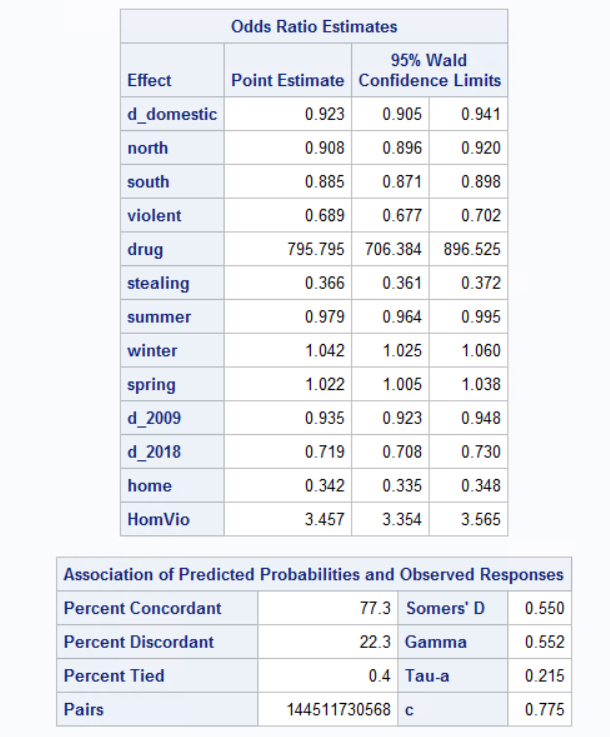 Odds Ratio Estimates
Effect Point Estimate 95% Wald Confidence Limits
d_domestic 0.923 0.905 0.941
north 0.908 0.896 0.920
south 0.885 0.871 0.898
violent 0.689 0.677 0.702
drug 795.795 706.384 896.525
stealing 0.366 0.361 0.372
summer 0.979 0.964 0.995
winter 1.042 1.025 1.060
spring 1.022 1.005 1.038
d_2009 0.935 0.923 0.948
d_2018 0.719 0.708 0.730
home 0.342 0.335 0.348
HomVio 3.457 3.354 3.565
Association of Predicted Probabilities and Observed Responses
Percent Concordant 77.3 Somers' D 0.550
Percent Discordant 22.3 Gamma 0.552
Percent Tied 0.4 Tau-a 0.215
Pairs 144511730568 c 0.775